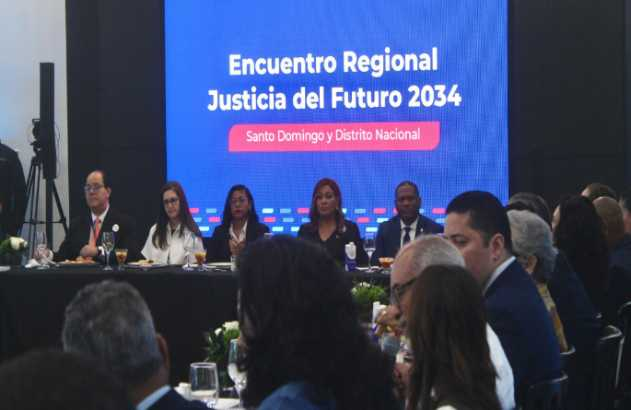 Encuentro Regional
Justicia del Futuro 2034
Santo Domingo y Distrito Nacional